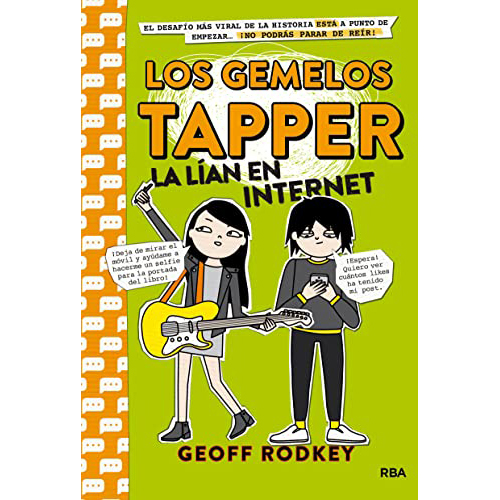 EL DESAFÍO MÁS VIRAL DE LA HISTORIA ESTÁ A PUNTO DE
EMPEZAR... ¡NO PODRÁS PARAR DE REÍR!
LOS GEMELOS
TAPPER
LA LÍAN EN
INTERNET
¡Deja de mirar el
móvil y ayúdame a
hacerme un selfie
para la portada
del libro!
¡Espera!
Quiero ver
cuántos likes
ha tenido
mi post.
GEOFF RODKEY
RBA